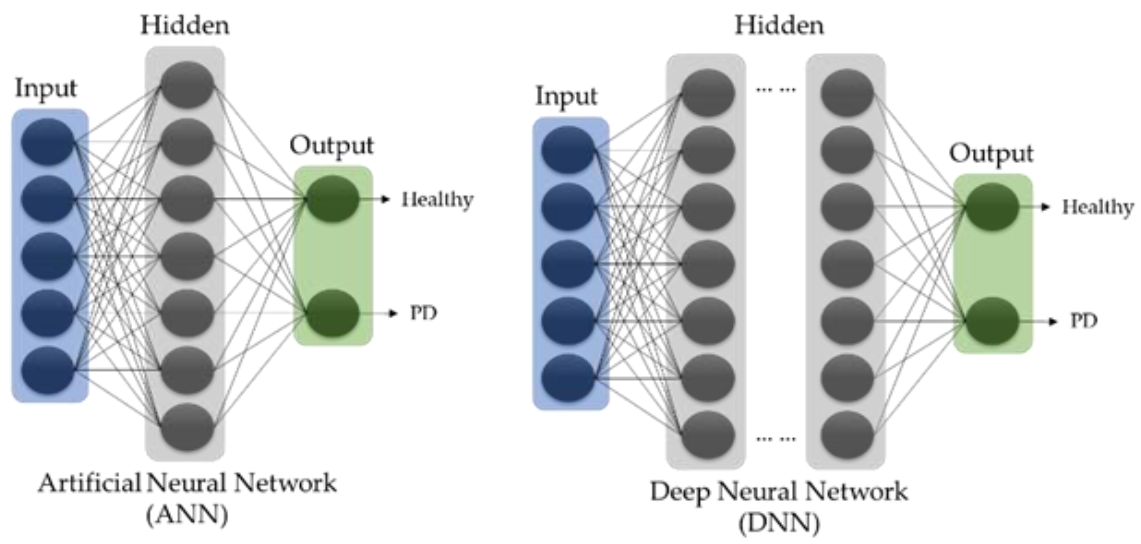 Hidden
Input
Output
Healthy
PD
Artificial Neural Network
(ANN)
Hidden
Input
... ...
Output
Healthy
PD
... ...
Deep Neural Network
(DNN)